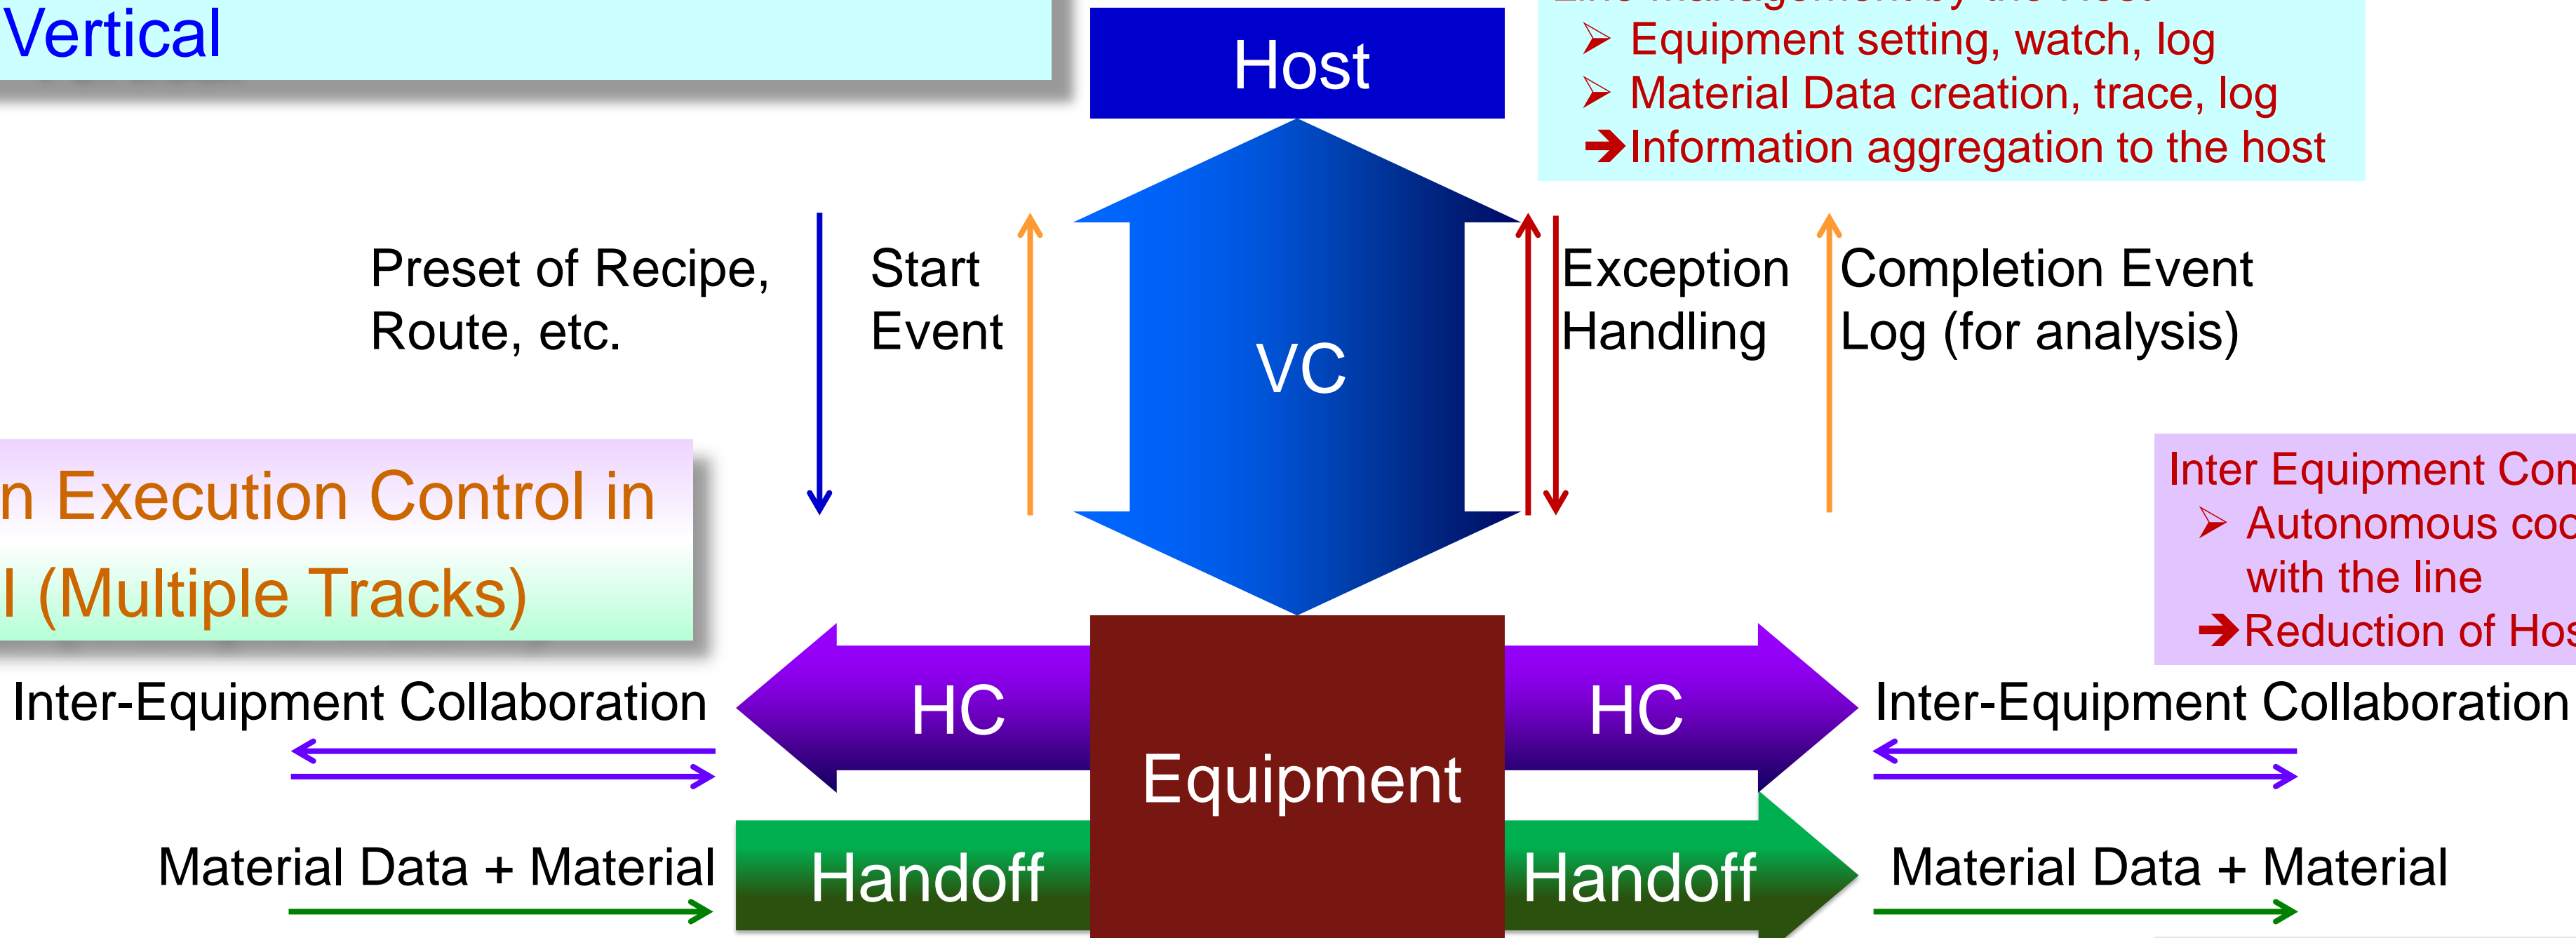 Vertical
Host
➢ Equipment setting, watch, log
➢ Material Data creation, trace, log
➔Information aggregation to the host
Preset of Recipe,
Route, etc.
Start
Event
VC
Exception
Handling
Completion Event
Log (for analysis)
Execution Control in
(Multiple Tracks)
Inter Equipment
➢ Autonomous
with the line
➔Reduction of
Inter-Equipment Collaboration
HC
HC
Inter-Equipment Collaboration
Equipment
Material Data + Material
Handoff
Handoff
Material Data + Material